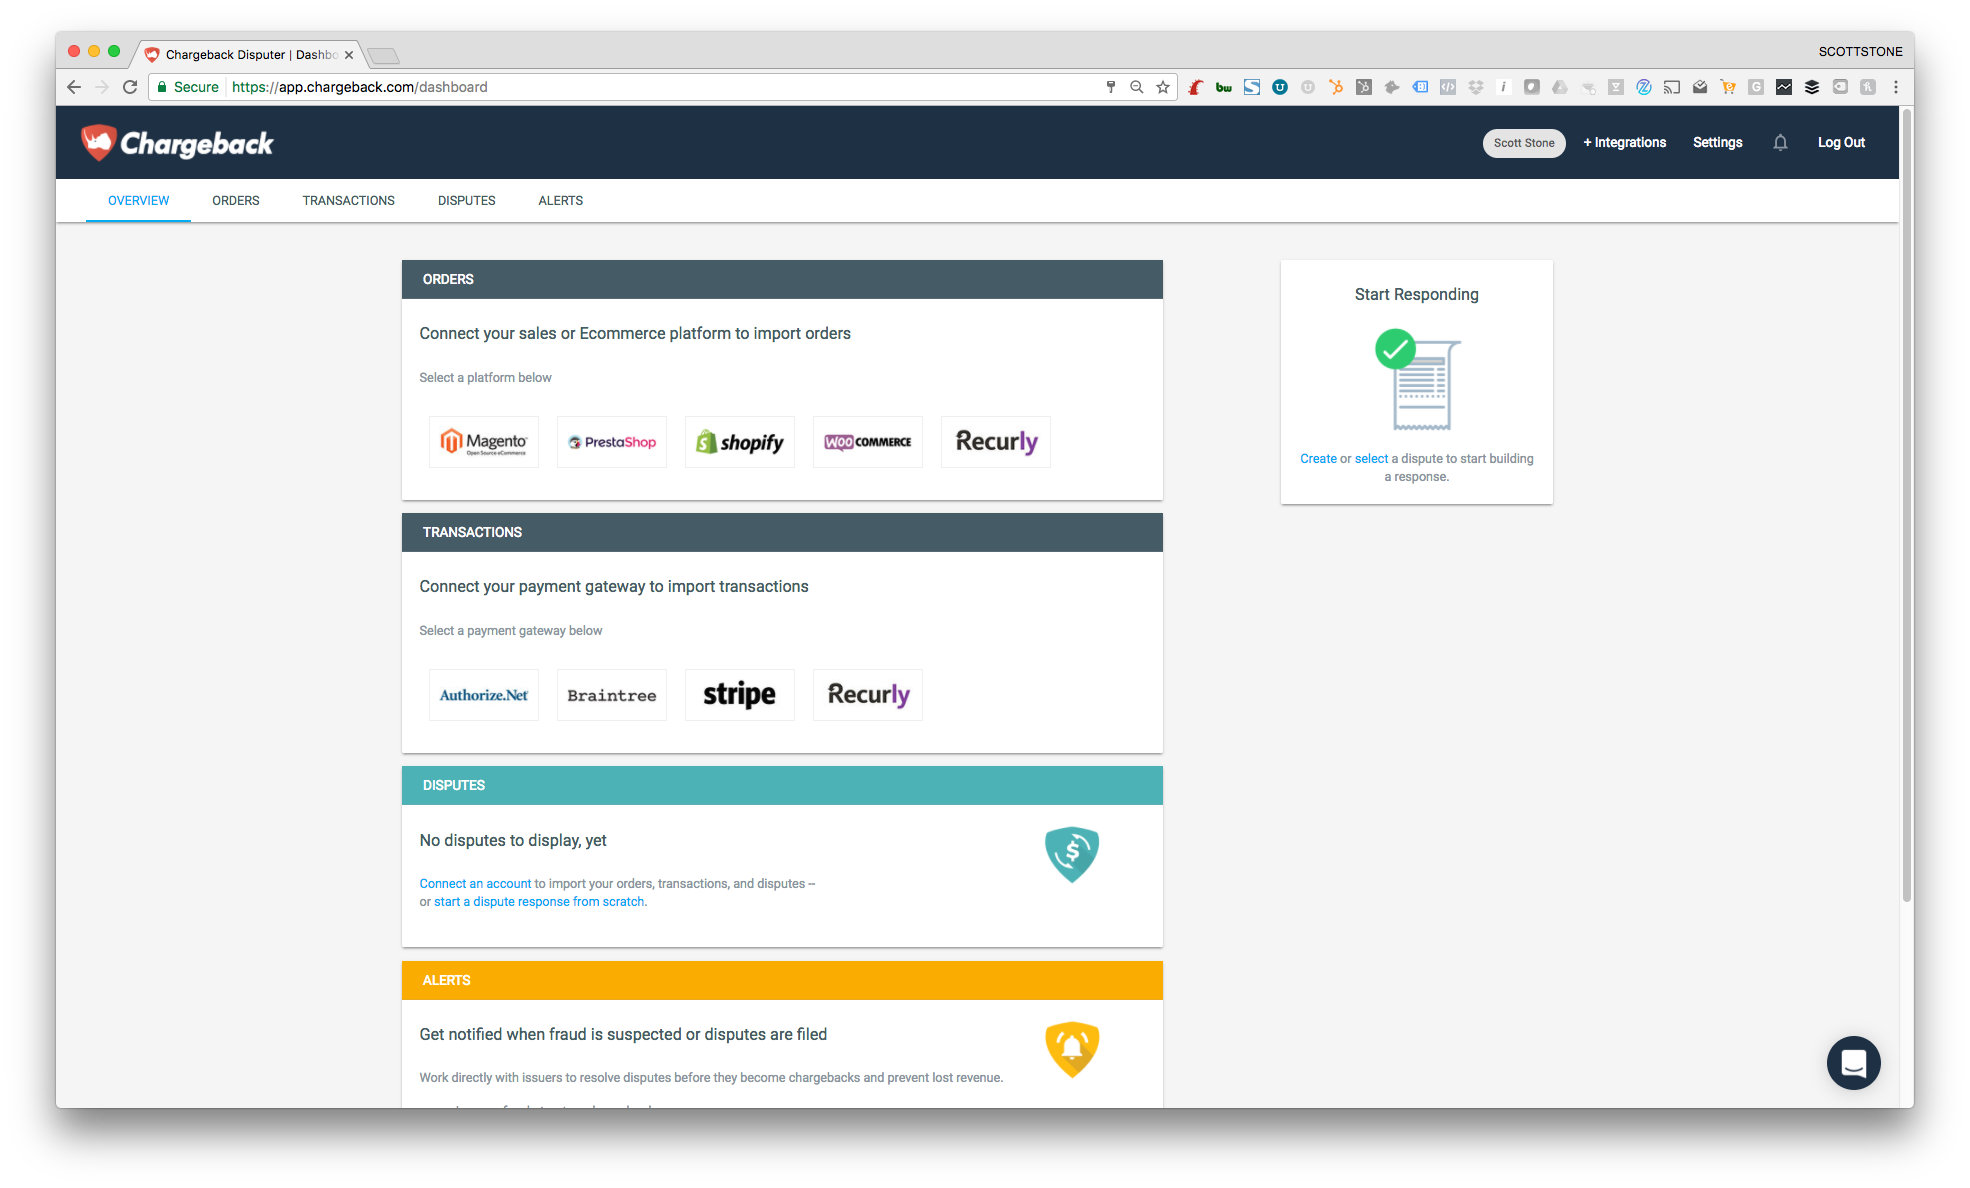 Chargeback Disputer | Dashbo
SCOTTSTONE
Secure
https://app.chargeback.com/dashboard
Chargeback
Scott Stone
+ Integrations
Settings
Log Out
OVERVIEW
ORDERS
TRANSACTIONS
DISPUTES
ALERTS
ORDERS
Connect your sales or Ecommerce platform to import orders
Select a platform below
Magento
Open Source eCommerce
PrestaShop
shopify
WOO COMMERCE
Recurly
Start Responding
Create or select a dispute to start building
a response.
TRANSACTIONS
Connect your payment gateway to import transactions
Select a payment gateway below
Authorize.Net
Braintree
stripe
Recurly
DISPUTES
No disputes to display, yet
Connect an account to import your orders, transactions, and disputes –
or start a dispute response from scratch.
ALERTS
Get notified when fraud is suspected or disputes are filed
Work directly with issuers to resolve disputes before they become chargebacks and prevent lost revenue.